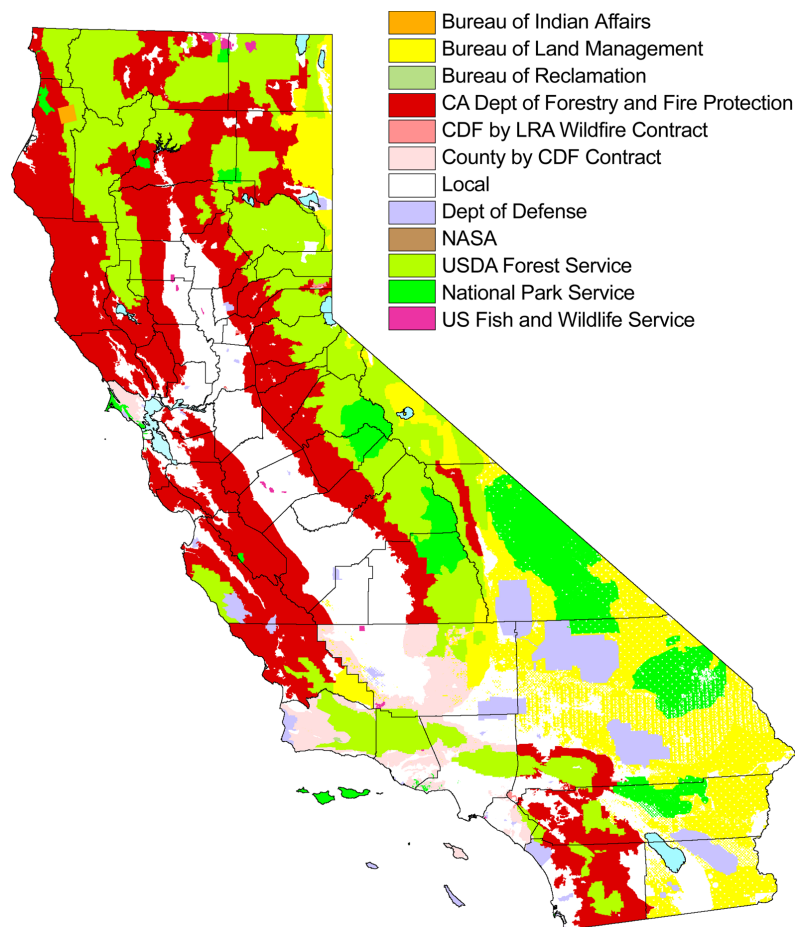 Bureau of Indian Affairs
Bureau of Land Management
Bureau of Reclamation
CA Dept of Forestry and Fire Protection
CDF by LRA Wildfire Contract
County by CDF Contract
Local
Dept of Defense
NASA
USDA Forest Service
National Park Service
US Fish and Wildlife Service